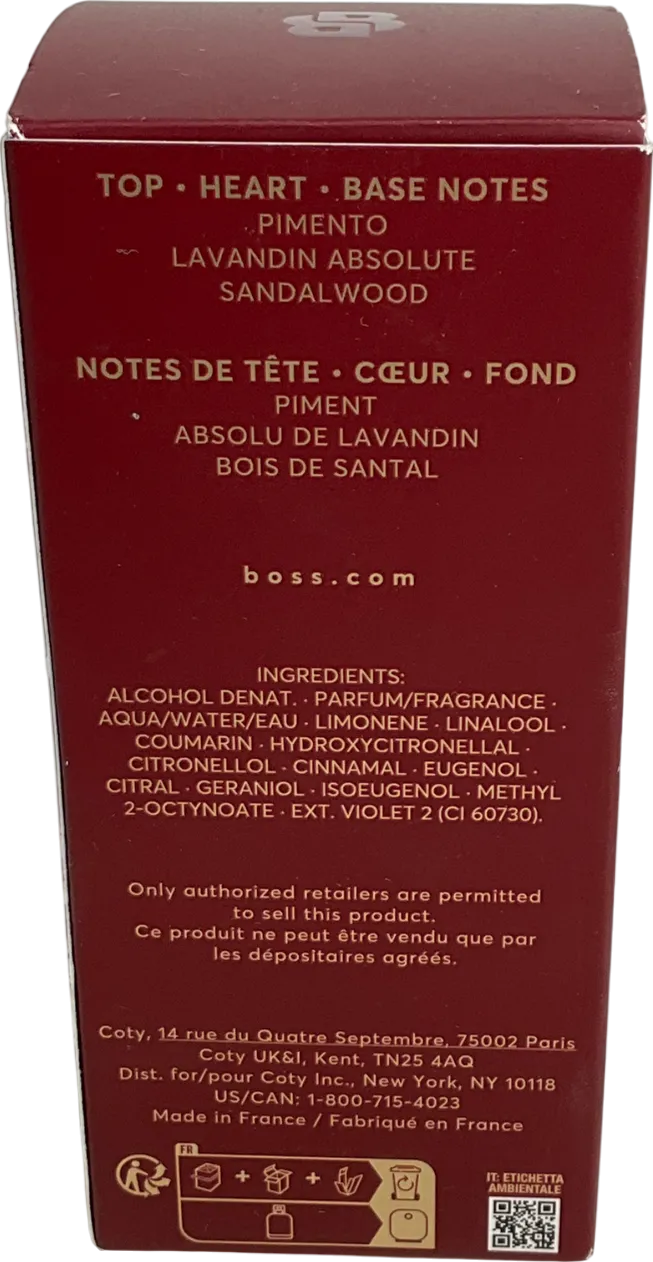 TOP • HEART • BASE NOTES
PIMENTO
LAVANDIN ABSOLUTE
SANDALWOOD
NOTES DE TÊTE • CŒUR • FOND
PIMENT
ABSOLU DE LAVANDIN
BOIS DE SANTAL
boss.com
INGREDIENTS:
ALCOHOL DENAT. · PARFUM/FRAGRANCE ·
AQUA/WATER/EAU · LIMONENE · LINALOOL ·
COUMARIN · HYDROXYCITRONELLAL ·
CITRONELLOL · CINNAMAL · EUGENOL ·
CITRAL · GERANIOL · ISOEUGENOL · METHYL
2-OCTYNOATE · EXT. VIOLET 2 (CI 60730).
Only authorized retailers are permitted
to sell this product.
Ce produit ne peut être vendu que par
les dépositaires agréés.
Coty, 14 rue du Quatre Septembre, 75002 Paris
Coty UK&I, Kent, TN25 4AQ
Dist. for/pour Coty Inc., New York, NY 10118
US/CAN: 1-800-715-4023
Made in France / Fabriqué en France
FR
IT: ETICHETTA
AMBIENTALE